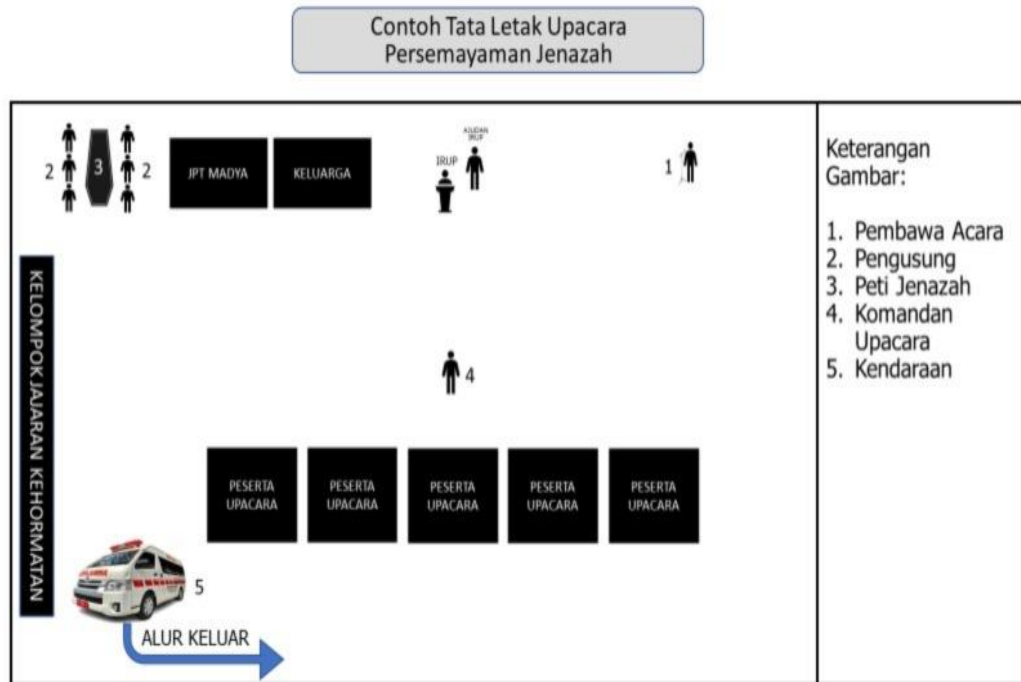 Contoh Tata Letak Upacara
Persemayaman Jenazah
2
3
2
JPT MADYA
KELUARGA
IRUP
AJUDAN
IRUP
1
KELOMPOK JAJARAN KEHORMATAN
4
PESERTA
UPACARA
PESERTA
UPACARA
PESERTA
UPACARA
PESERTA
UPACARA
PESERTA
UPACARA
5
ALUR KELUAR
Keterangan
Gambar:
1. Pembawa Acara
2. Pengusung
3. Peti Jenazah
4. Komandan
Upacara
5. Kendaraan